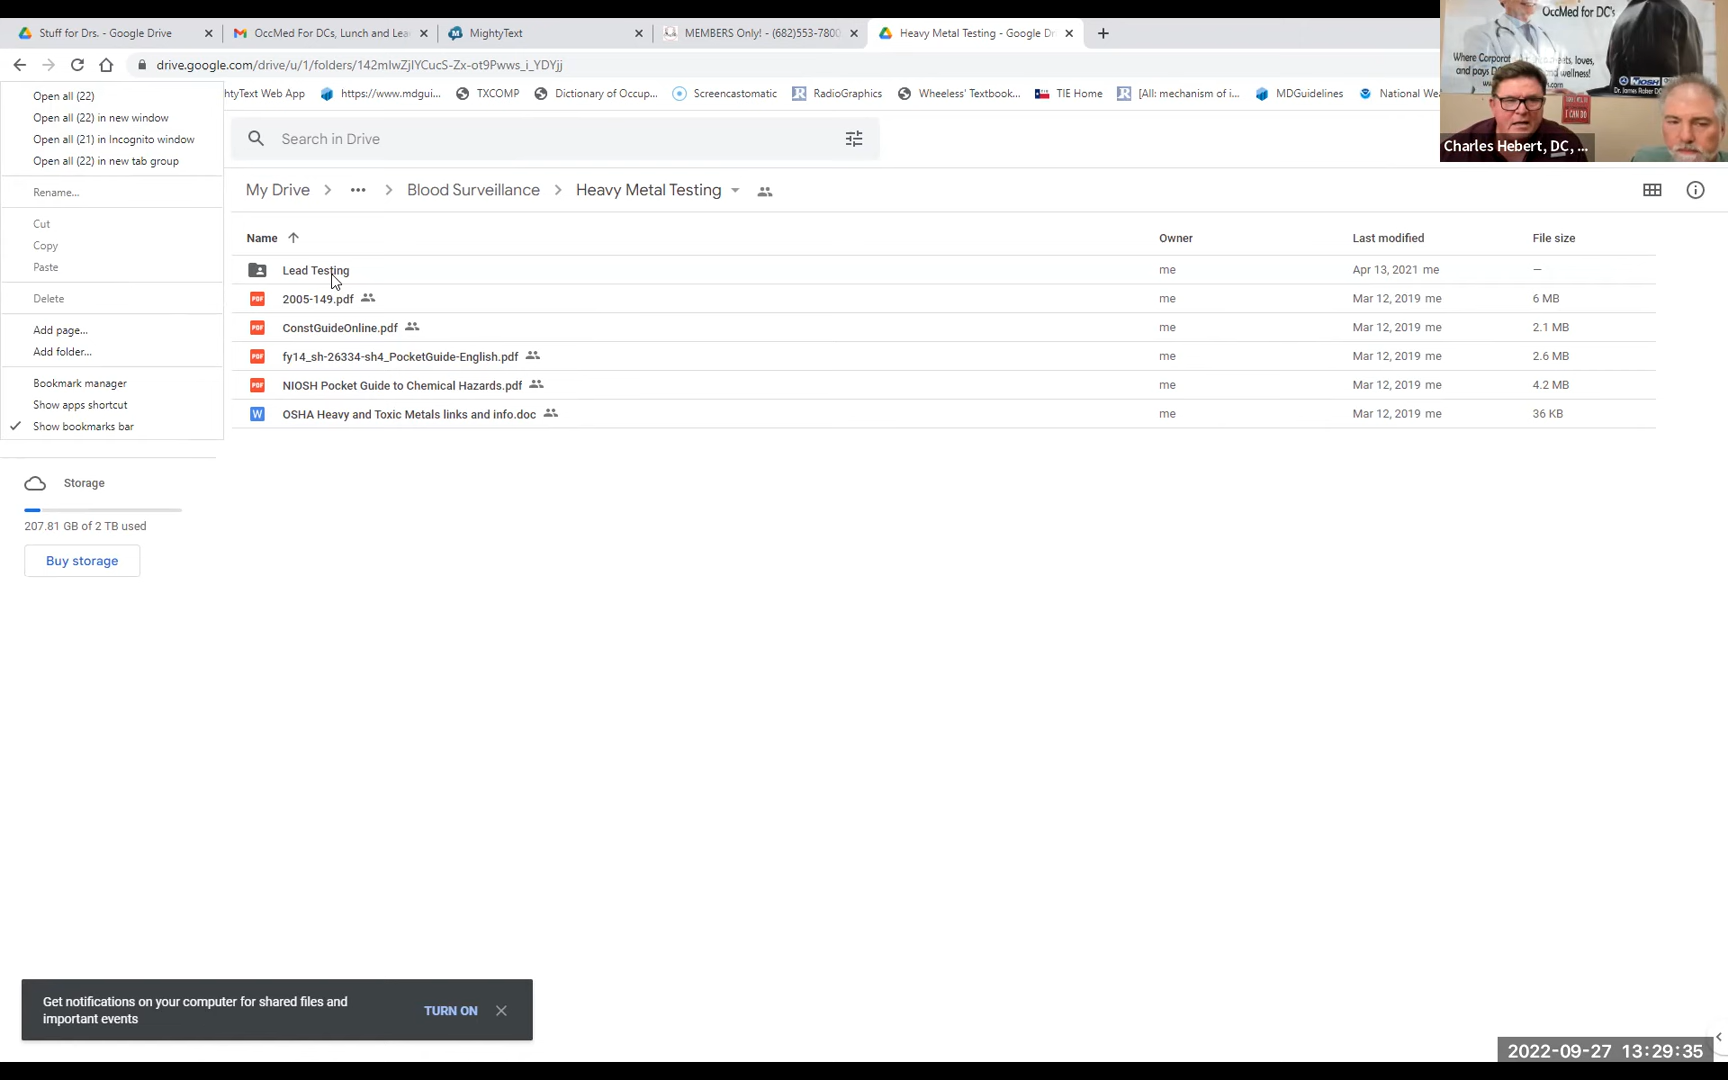 Stuff for Drs. - Google Drive
OccMed For DCs, Lunch and Lea
MightyText
MEMBERS Only! - (682)553-7800
Heavy Metal Testing - Google Dr
drive.google.com/drive/u/1/folders/142mIwZjIYCucS-Zx-ot9Pwws_i_YDYjj
htyText Web App
https://www.mdgui...
TXCOMP
Dictionary of Occup...
Screencastomatic
RadioGraphics
Wheeless' Textbook...
TIE Home
[All: mechanism of i...
MDGuidelines
National We
OccMed for DC's
Where Corporat
loves,
and pays D
nd wellness!
NIOSH
I CAN DO
Charles Hebert, DC, ...
Open all (22)
Open all (22) in new window
Open all (21) in Incognito window
Open all (22) in new tab group
Rename...
Cut
Copy
Paste
Delete
Add page...
Add folder...
Bookmark manager
Show apps shortcut
Show bookmarks bar
Storage
207.81 GB of 2 TB used
Buy storage
Search in Drive
My Drive
Blood Surveillance
Heavy Metal Testing
Name Owner Last modified File size
Lead Testing me Apr 13, 2021 me —
2005-149.pdf me Mar 12, 2019 me 6 MB
ConstGuideOnline.pdf me Mar 12, 2019 me 2.1 MB
fy14_sh-26334-sh4_PocketGuide-English.pdf me Mar 12, 2019 me 2.6 MB
NIOSH Pocket Guide to Chemical Hazards.pdf me Mar 12, 2019 me 4.2 MB
OSHA Heavy and Toxic Metals links and info.doc me Mar 12, 2019 me 36 KB
Get notifications on your computer for shared files and
important events
TURN ON
2022-09-27 13:29:35